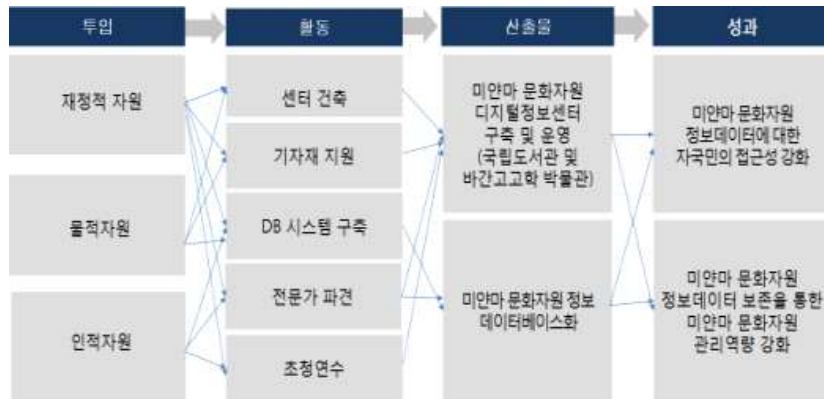 투입
활동
산출물
성과
재정적 자원
물적자원
인적자원
센터 건축
기자재 지원
DB 시스템 구축
전문가 파견
초청연수
미얀마 문화자원
디지털정보센터
구축 및 운영
(국립도서관 및
바간고고학 박물관)
미얀마 문화자원 정보
데이터베이스화
미얀마 문화자원
정보데이터에 대한
자국민의 접근성 강화
미얀마 문화자원
정보데이터 보존을 통한
미얀마 문화자원
관리역량 강화